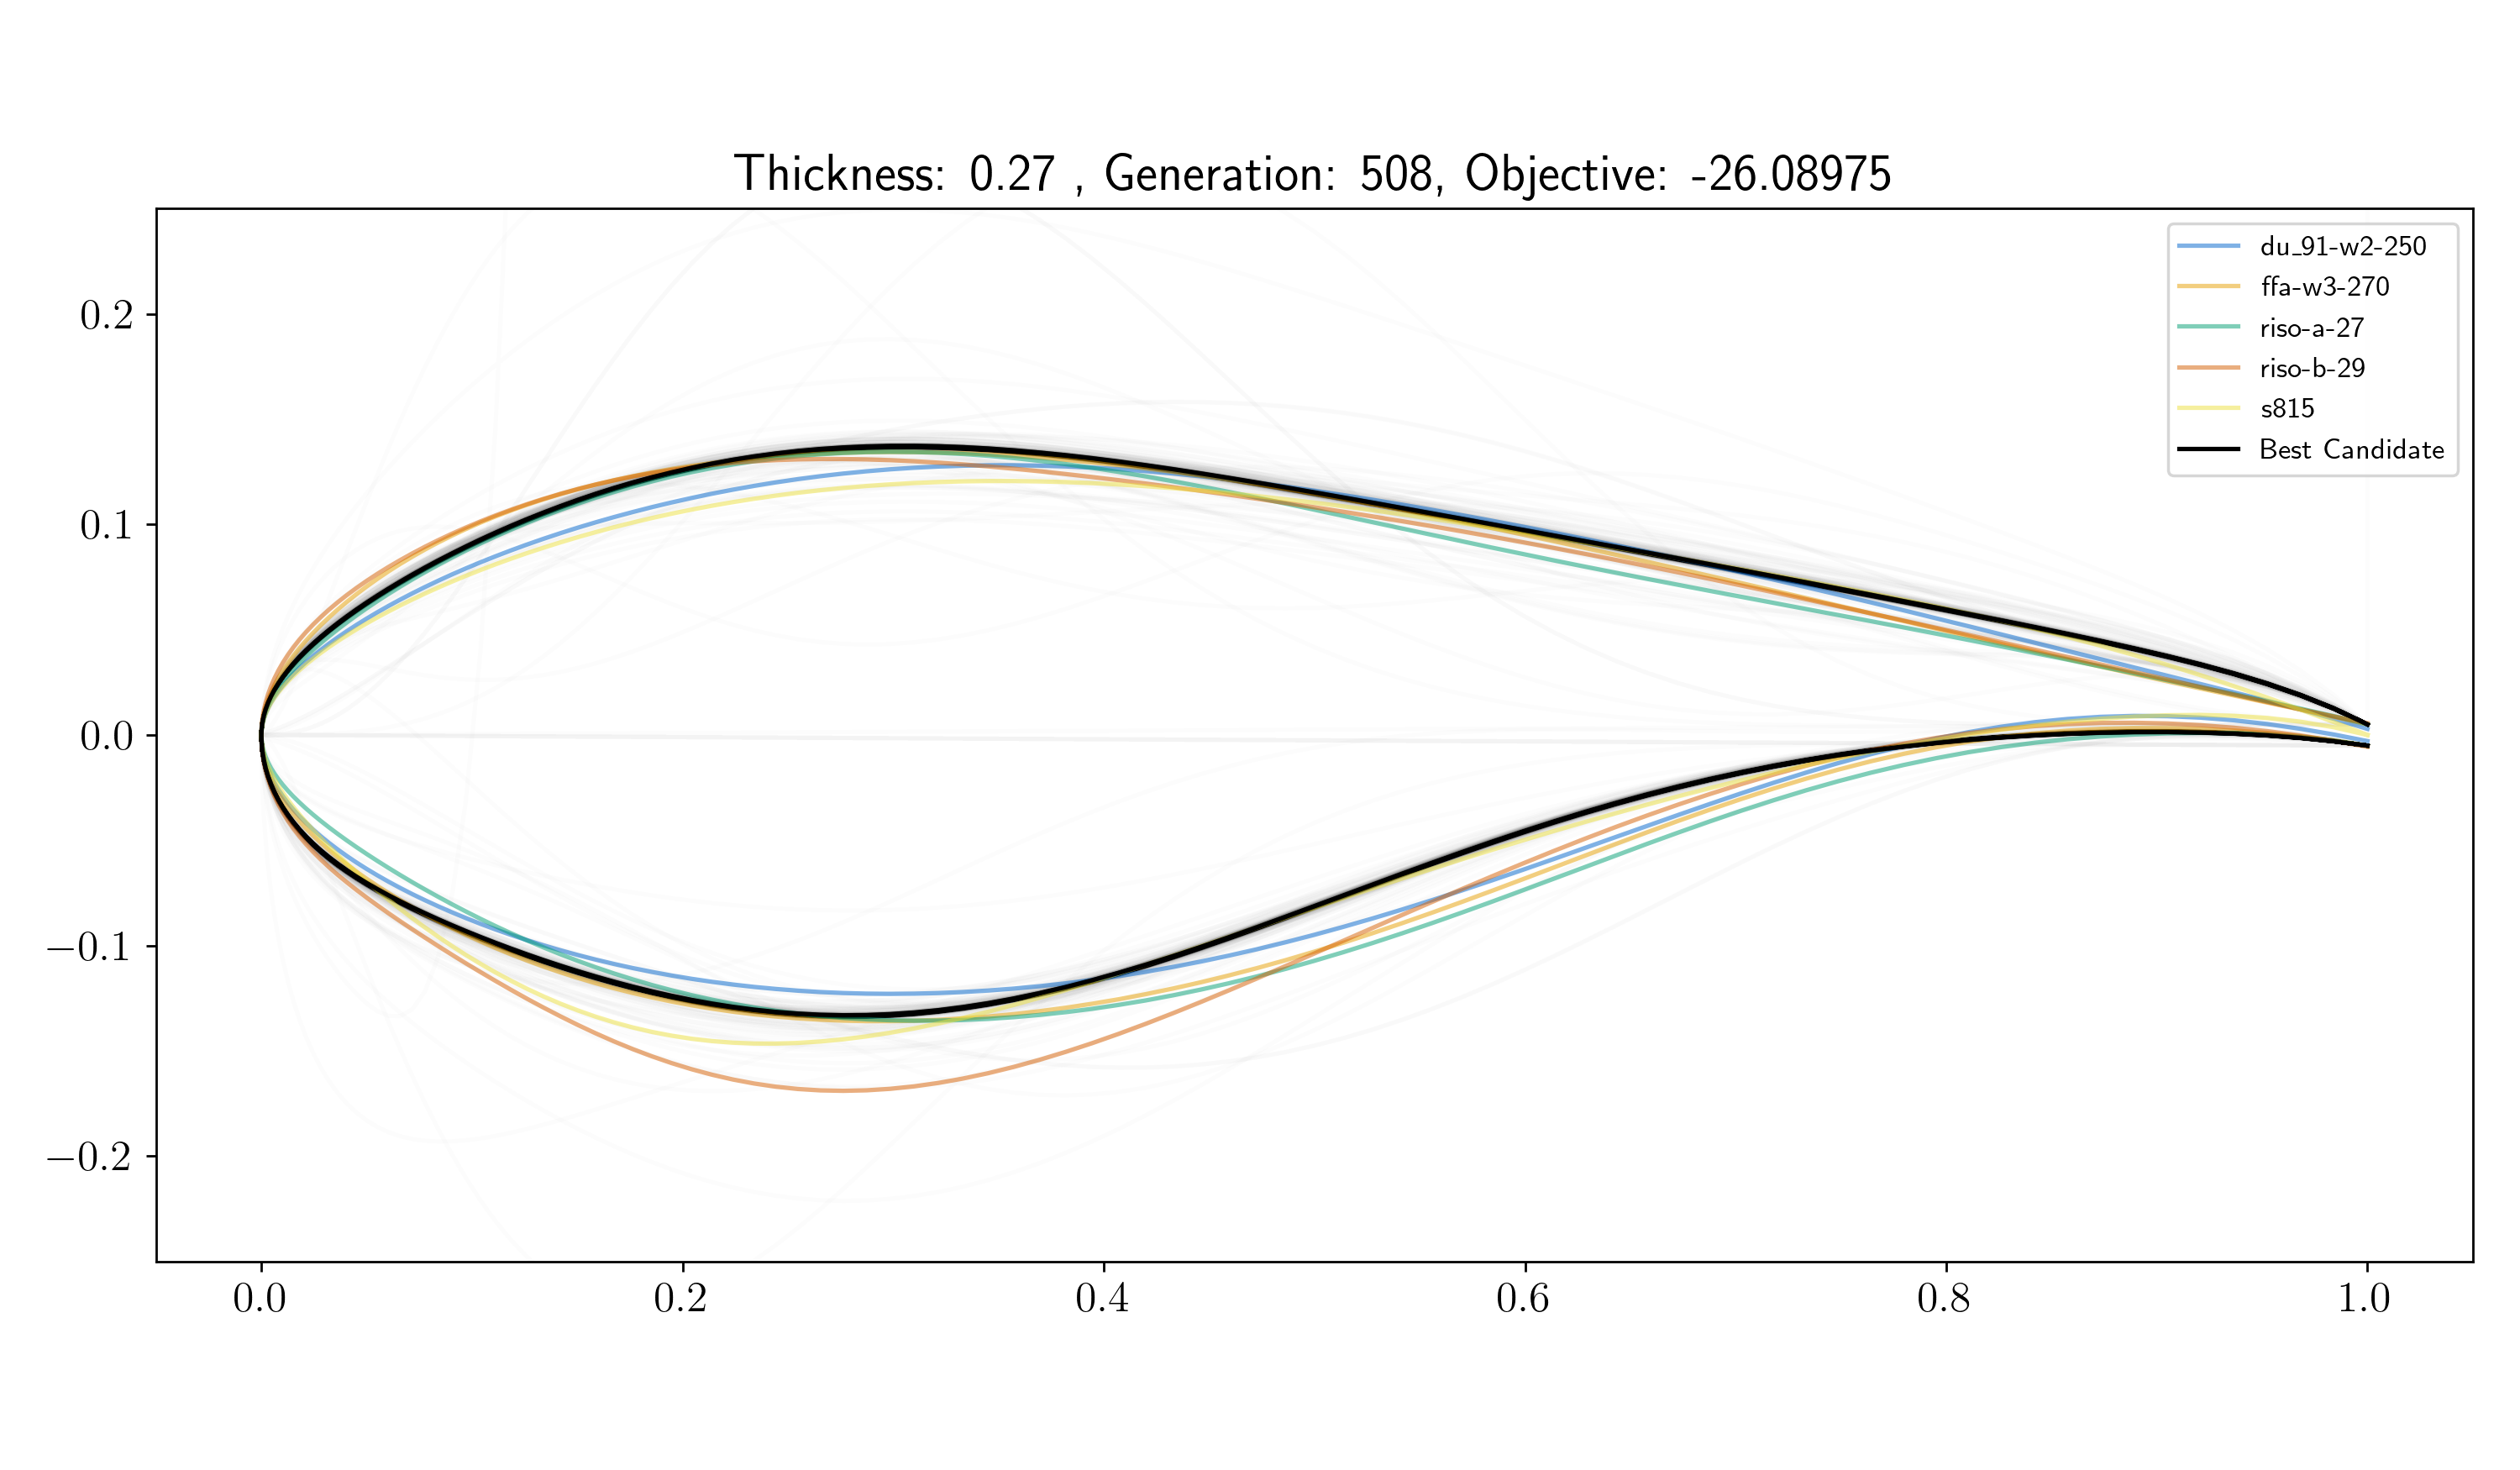 Thickness: 0.27 , Generation: 508, Objective: -26.08975
du_91-w2-250
ffa-w3-270
riso-a-27
riso-b-29
s815
Best Candidate
0.2
0.1
0.0
−0.1
−0.2
0.0 0.2 0.4 0.6 0.8 1.0